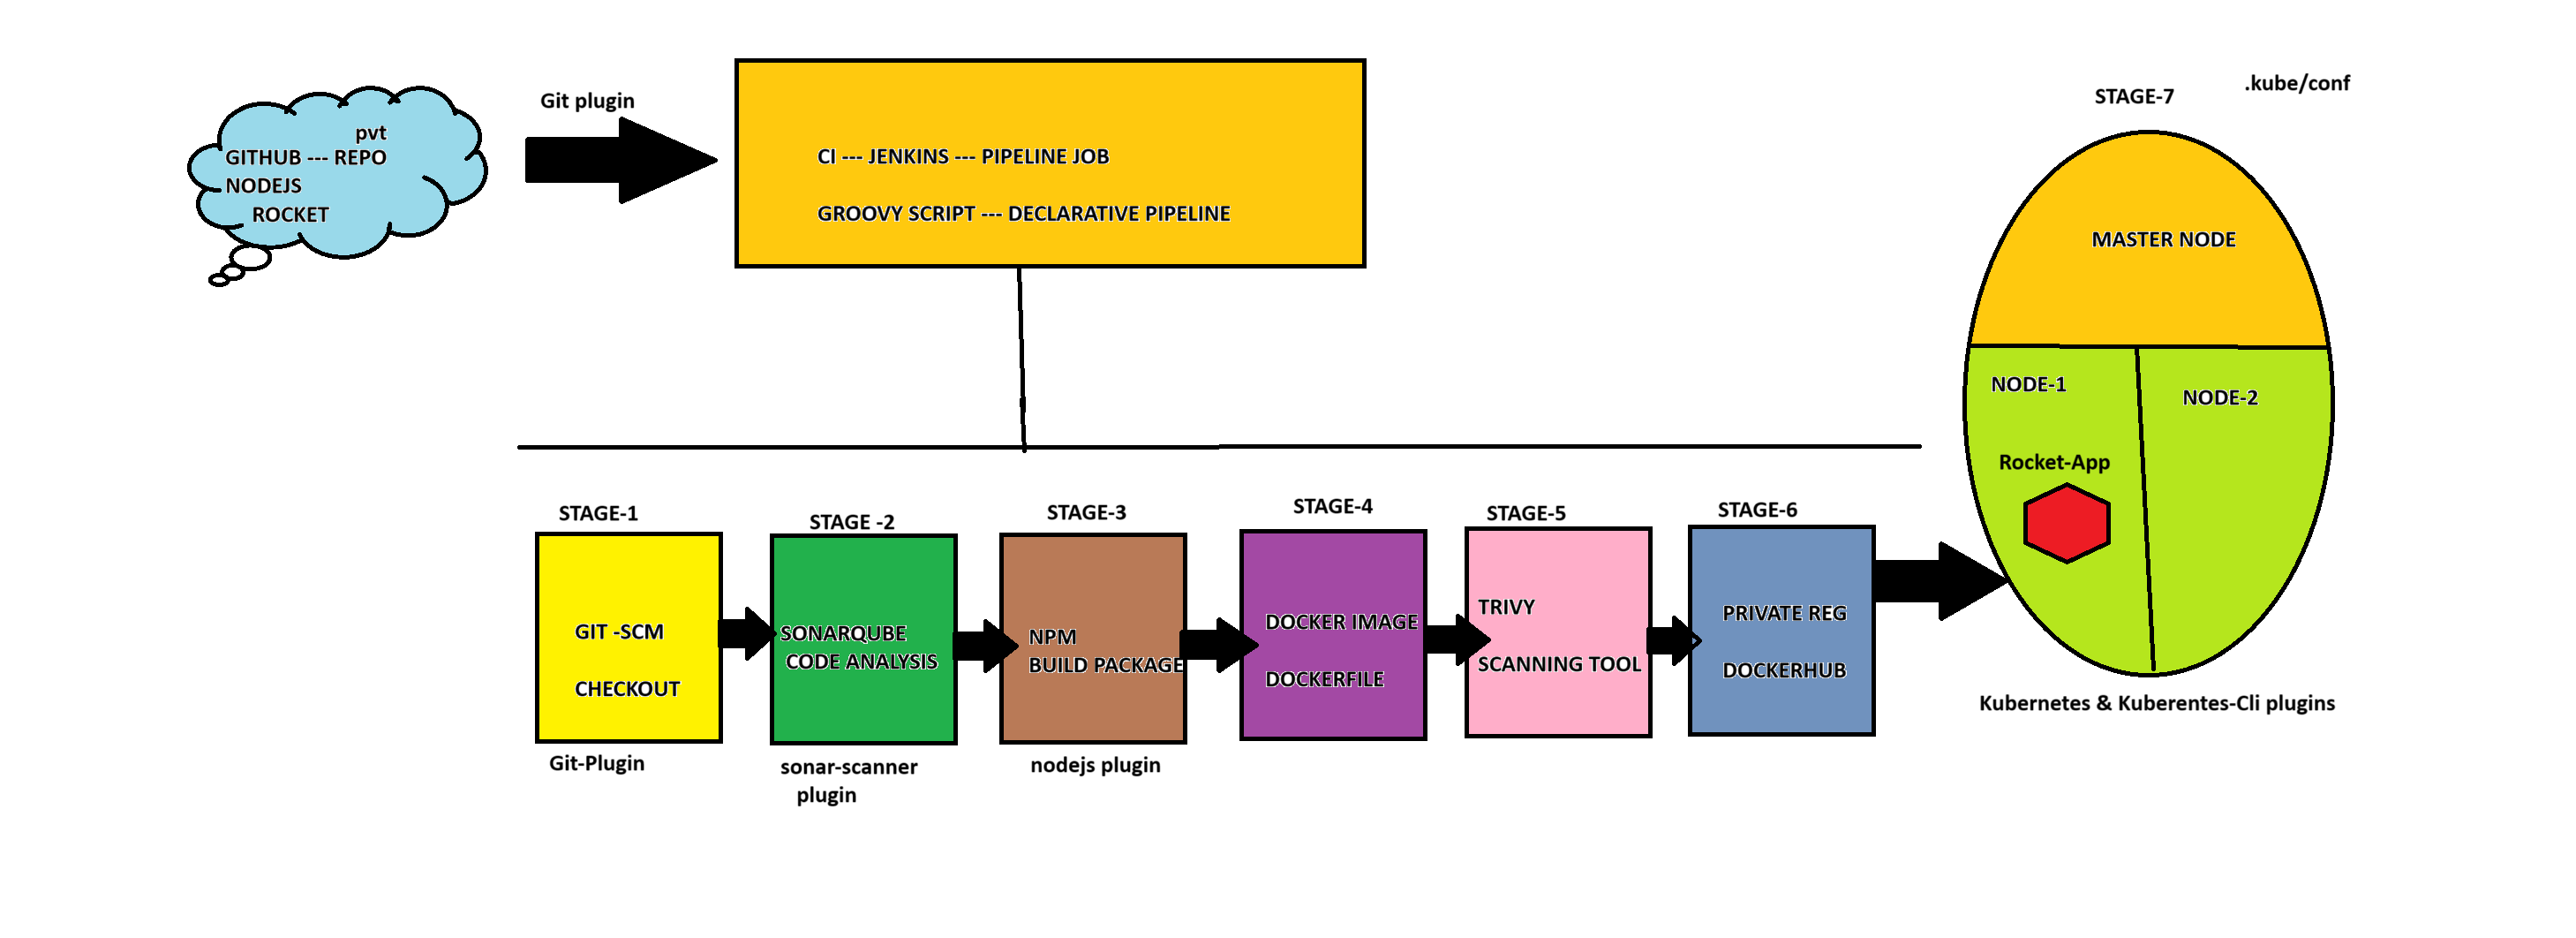 pvt
GITHUB --- REPO
NODEJS
ROCKET
Git plugin
CI --- JENKINS --- PIPELINE JOB
GROOVY SCRIPT --- DECLARATIVE PIPELINE
STAGE-7
.kube/conf
MASTER NODE
NODE-1
NODE-2
Rocket-App
Kubernetes & Kuberentes-Cli plugins
STAGE-1
GIT -SCM
CHECKOUT
Git-Plugin
STAGE -2
SONARQUBE
CODE ANALYSIS
sonar-scanner
plugin
STAGE-3
NPM
BUILD PACKAGE
nodejs plugin
STAGE-4
DOCKER IMAGE
DOCKERFILE
STAGE-5
TRIVY
SCANNING TOOL
STAGE-6
PRIVATE REG
DOCKERHUB